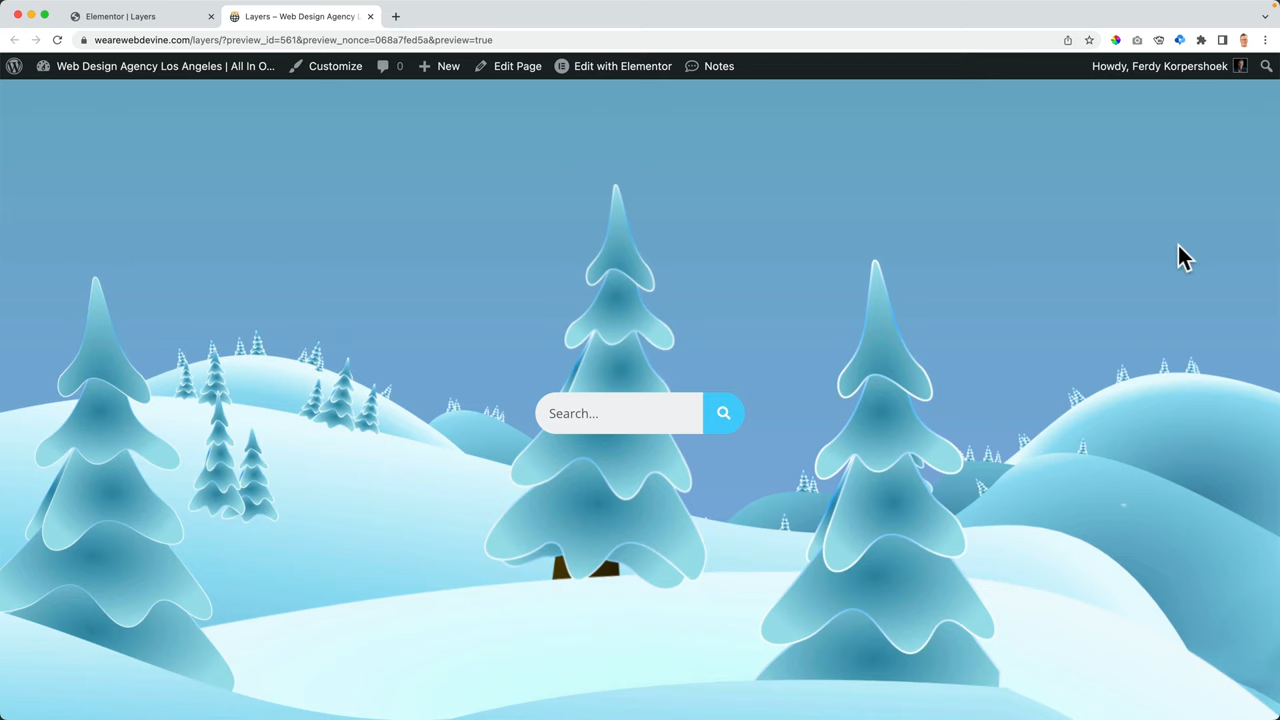 Elementor | Layers
Layers – Web Design Agency L
wearewebdevine.com/layers/?preview_id=561&preview_nonce=068a7fed5a&preview=true
Web Design Agency Los Angeles | All In O... Customize 0 New Edit Page Edit with Elementor Notes Howdy, Ferdy Korpershoek
Search...